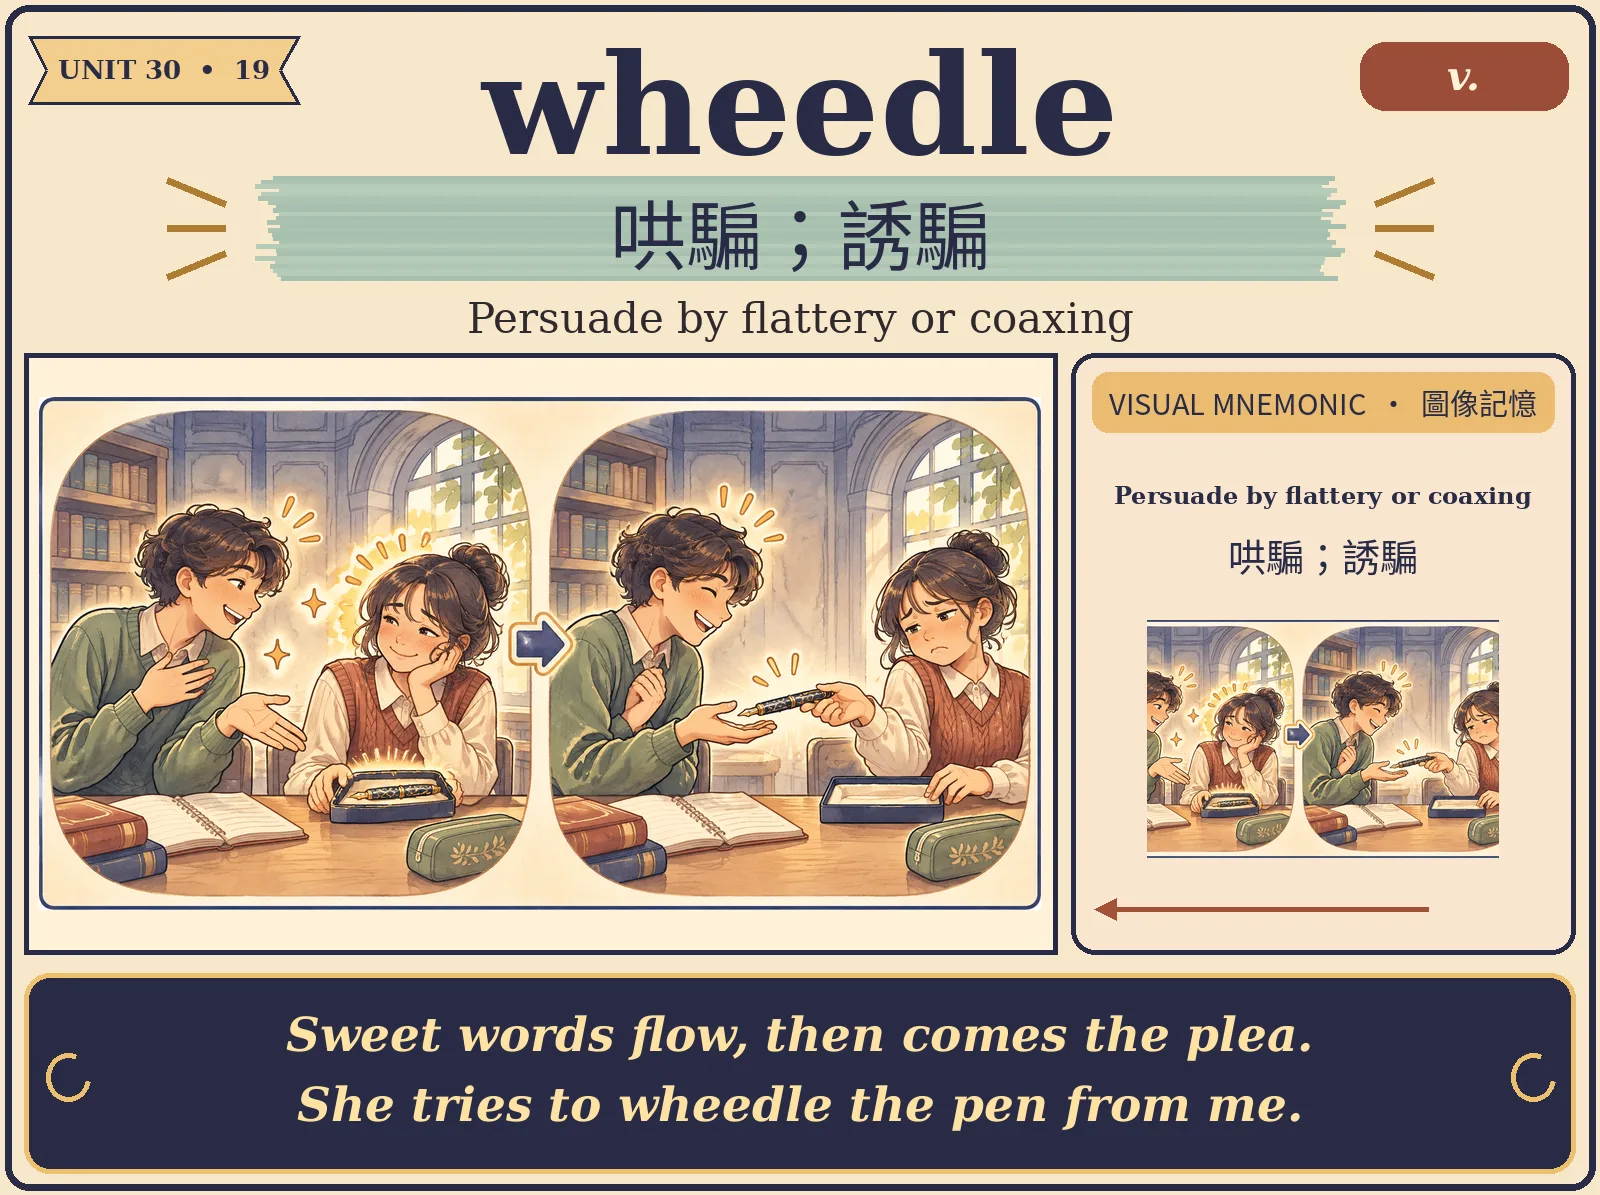 UNIT 30 • 19
wheedle
v.
哄騙；誘騙
Persuade by flattery or coaxing
VISUAL MNEMONIC • 圖像記憶
Persuade by flattery or coaxing
哄騙；誘騙
Sweet words flow, then comes the plea.
She tries to wheedle the pen from me.